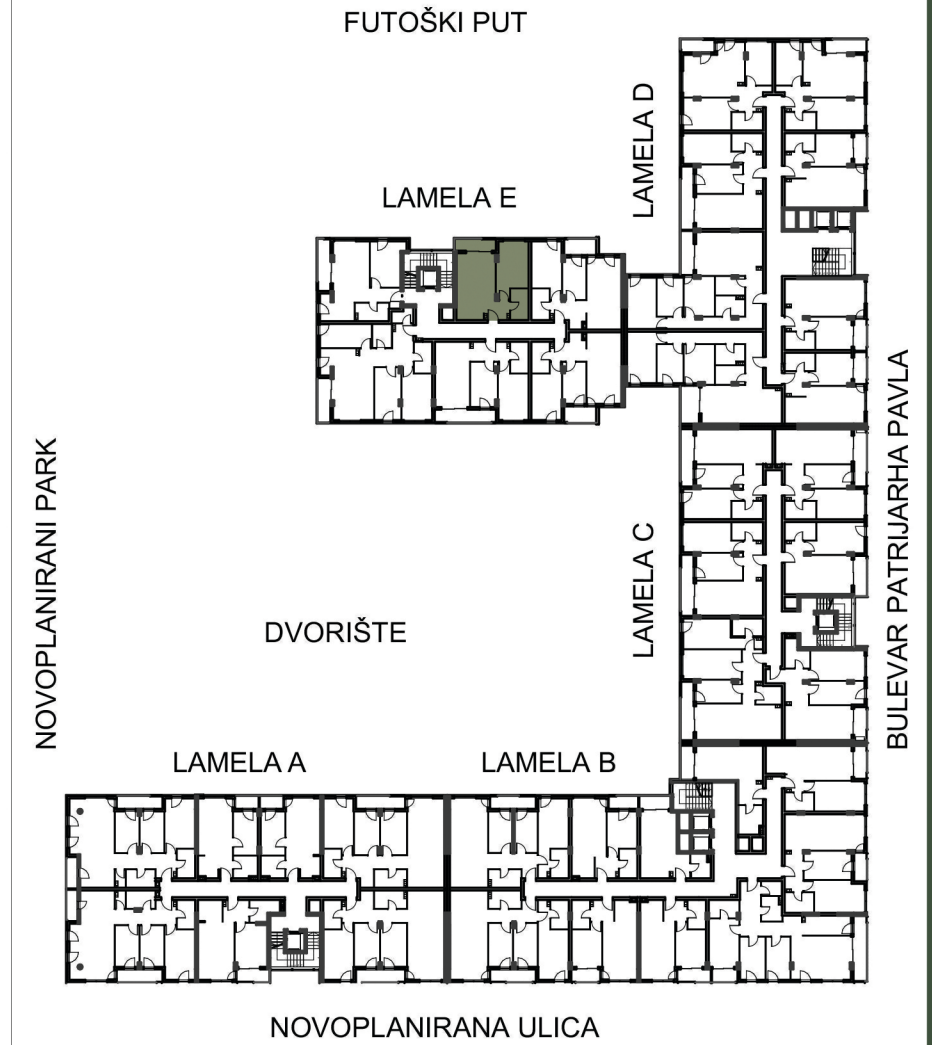 FUTOŠKI PUT
LAMELA D
LAMELA E
BULEVAR PATRIJARHA PAVLA
NOVOPLANIRANI PARK
LAMELA C
DVORIŠTE
LAMELA A
LAMELA B
NOVOPLANIRANA ULICA